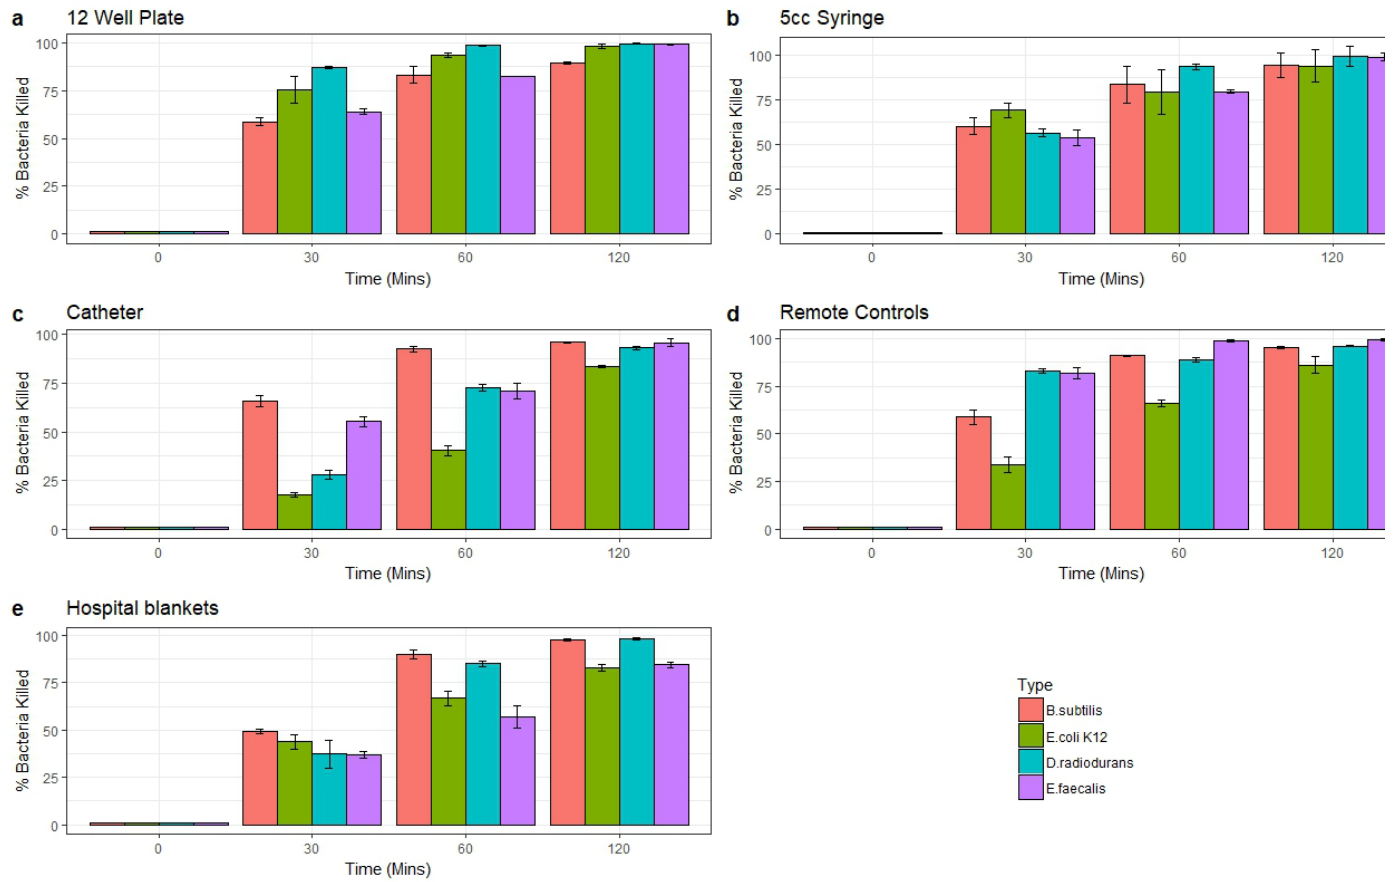 a 12 Well Plate
% Bacteria Killed
100
75
50
25
0
0 30 60 120
Time (Mins)
b 5cc Syringe
% Bacteria Killed
100
75
50
25
0
0 30 60 120
Time (Mins)
c Catheter
% Bacteria Killed
100
75
50
25
0
0 30 60 120
Time (Mins)
d Remote Controls
% Bacteria Killed
100
75
50
25
0
0 30 60 120
Time (Mins)
e Hospital blankets
% Bacteria Killed
100
75
50
25
0
0 30 60 120
Time (Mins)
Type
B.subtilis
E.coli K12
D.radiodurans
E.faecalis